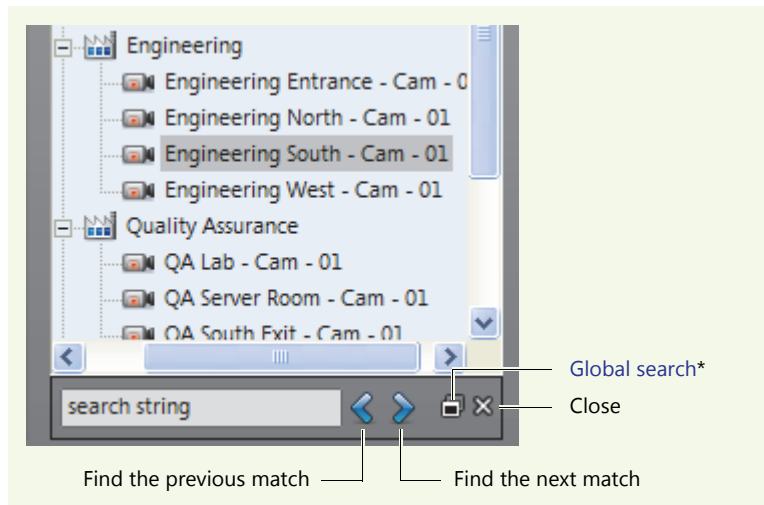 Engineering
Engineering Entrance - Cam - 0
Engineering North - Cam - 01
Engineering South - Cam - 01
Engineering West - Cam - 01
Quality Assurance
QA Lab - Cam - 01
QA Server Room - Cam - 01
QA South Exit - Cam - 01
Global search*
search string
Close
Find the previous match
Find the next match